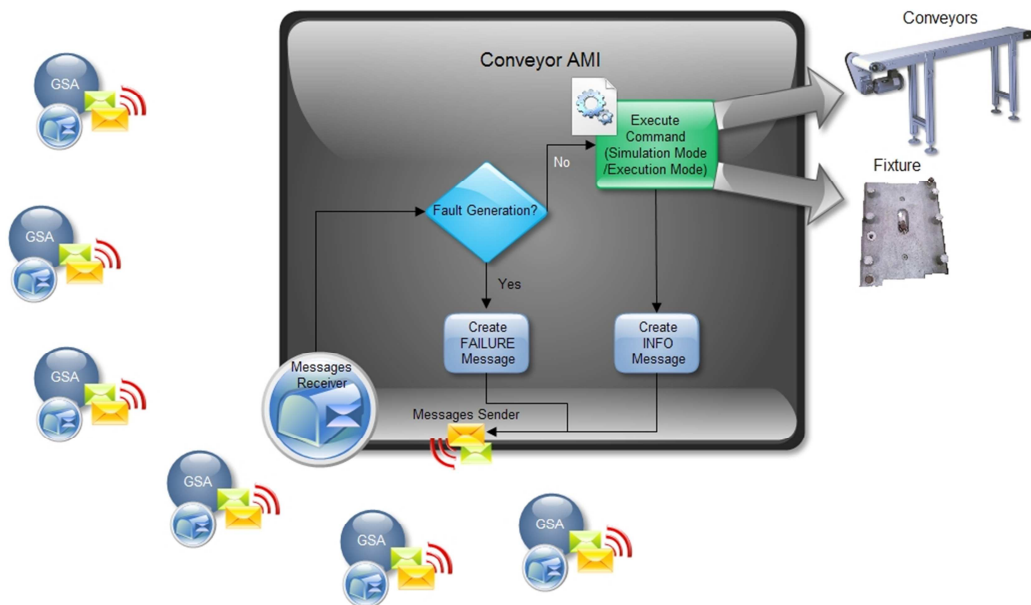 Conveyors
Conveyor AMI
GSA
Execute
Command
(Simulation Mode
/Execution Mode)
No
Fixture
Fault Generation?
GSA
Yes
Create
FAILURE
Message
Create
INFO
Message
GSA
Messages
Receiver
Messages Sender
GSA
GSA
GSA